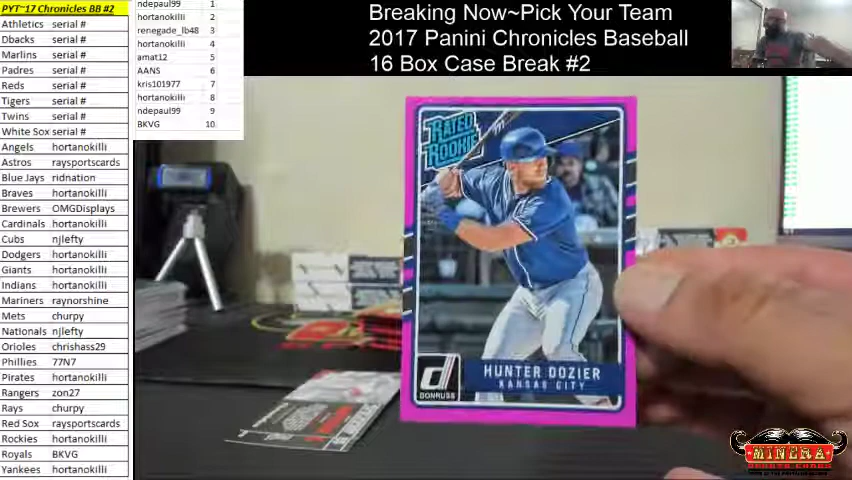 PYT~17 Chronicles BB #2
Athletics serial #
Dbacks serial #
Marlins serial #
Padres serial #
Reds serial #
Tigers serial #
Twins serial #
White Sox serial #
Angels hortanokilli
Astros raysportscards
Blue Jays ridnation
Braves hortanokilli
Brewers OMGDisplays
Cardinals hortanokilli
Cubs njlefty
Dodgers hortanokilli
Giants hortanokilli
Indians hortanokilli
Mariners raynorshine
Mets churpy
Nationals njlefty
Orioles chrishass29
Phillies 77N7
Pirates hortanokilli
Rangers zon27
Rays churpy
Red Sox raysportscards
Rockies hortanokilli
Royals BKVG
Yankees hortanokilli
ndepaul99 1
hortanokilli 2
renegade_lb48 3
hortanokilli 4
amat12 5
AANS 6
kris101977 7
hortanokilli 8
ndepaul99 9
BKVG 10
Breaking Now~Pick Your Team
2017 Panini Chronicles Baseball
16 Box Case Break #2
RATED
ROOKIE
HUNTER DOZIER
KANSAS CITY
d
DONRUSS
MINERA
SPORTS CARDS